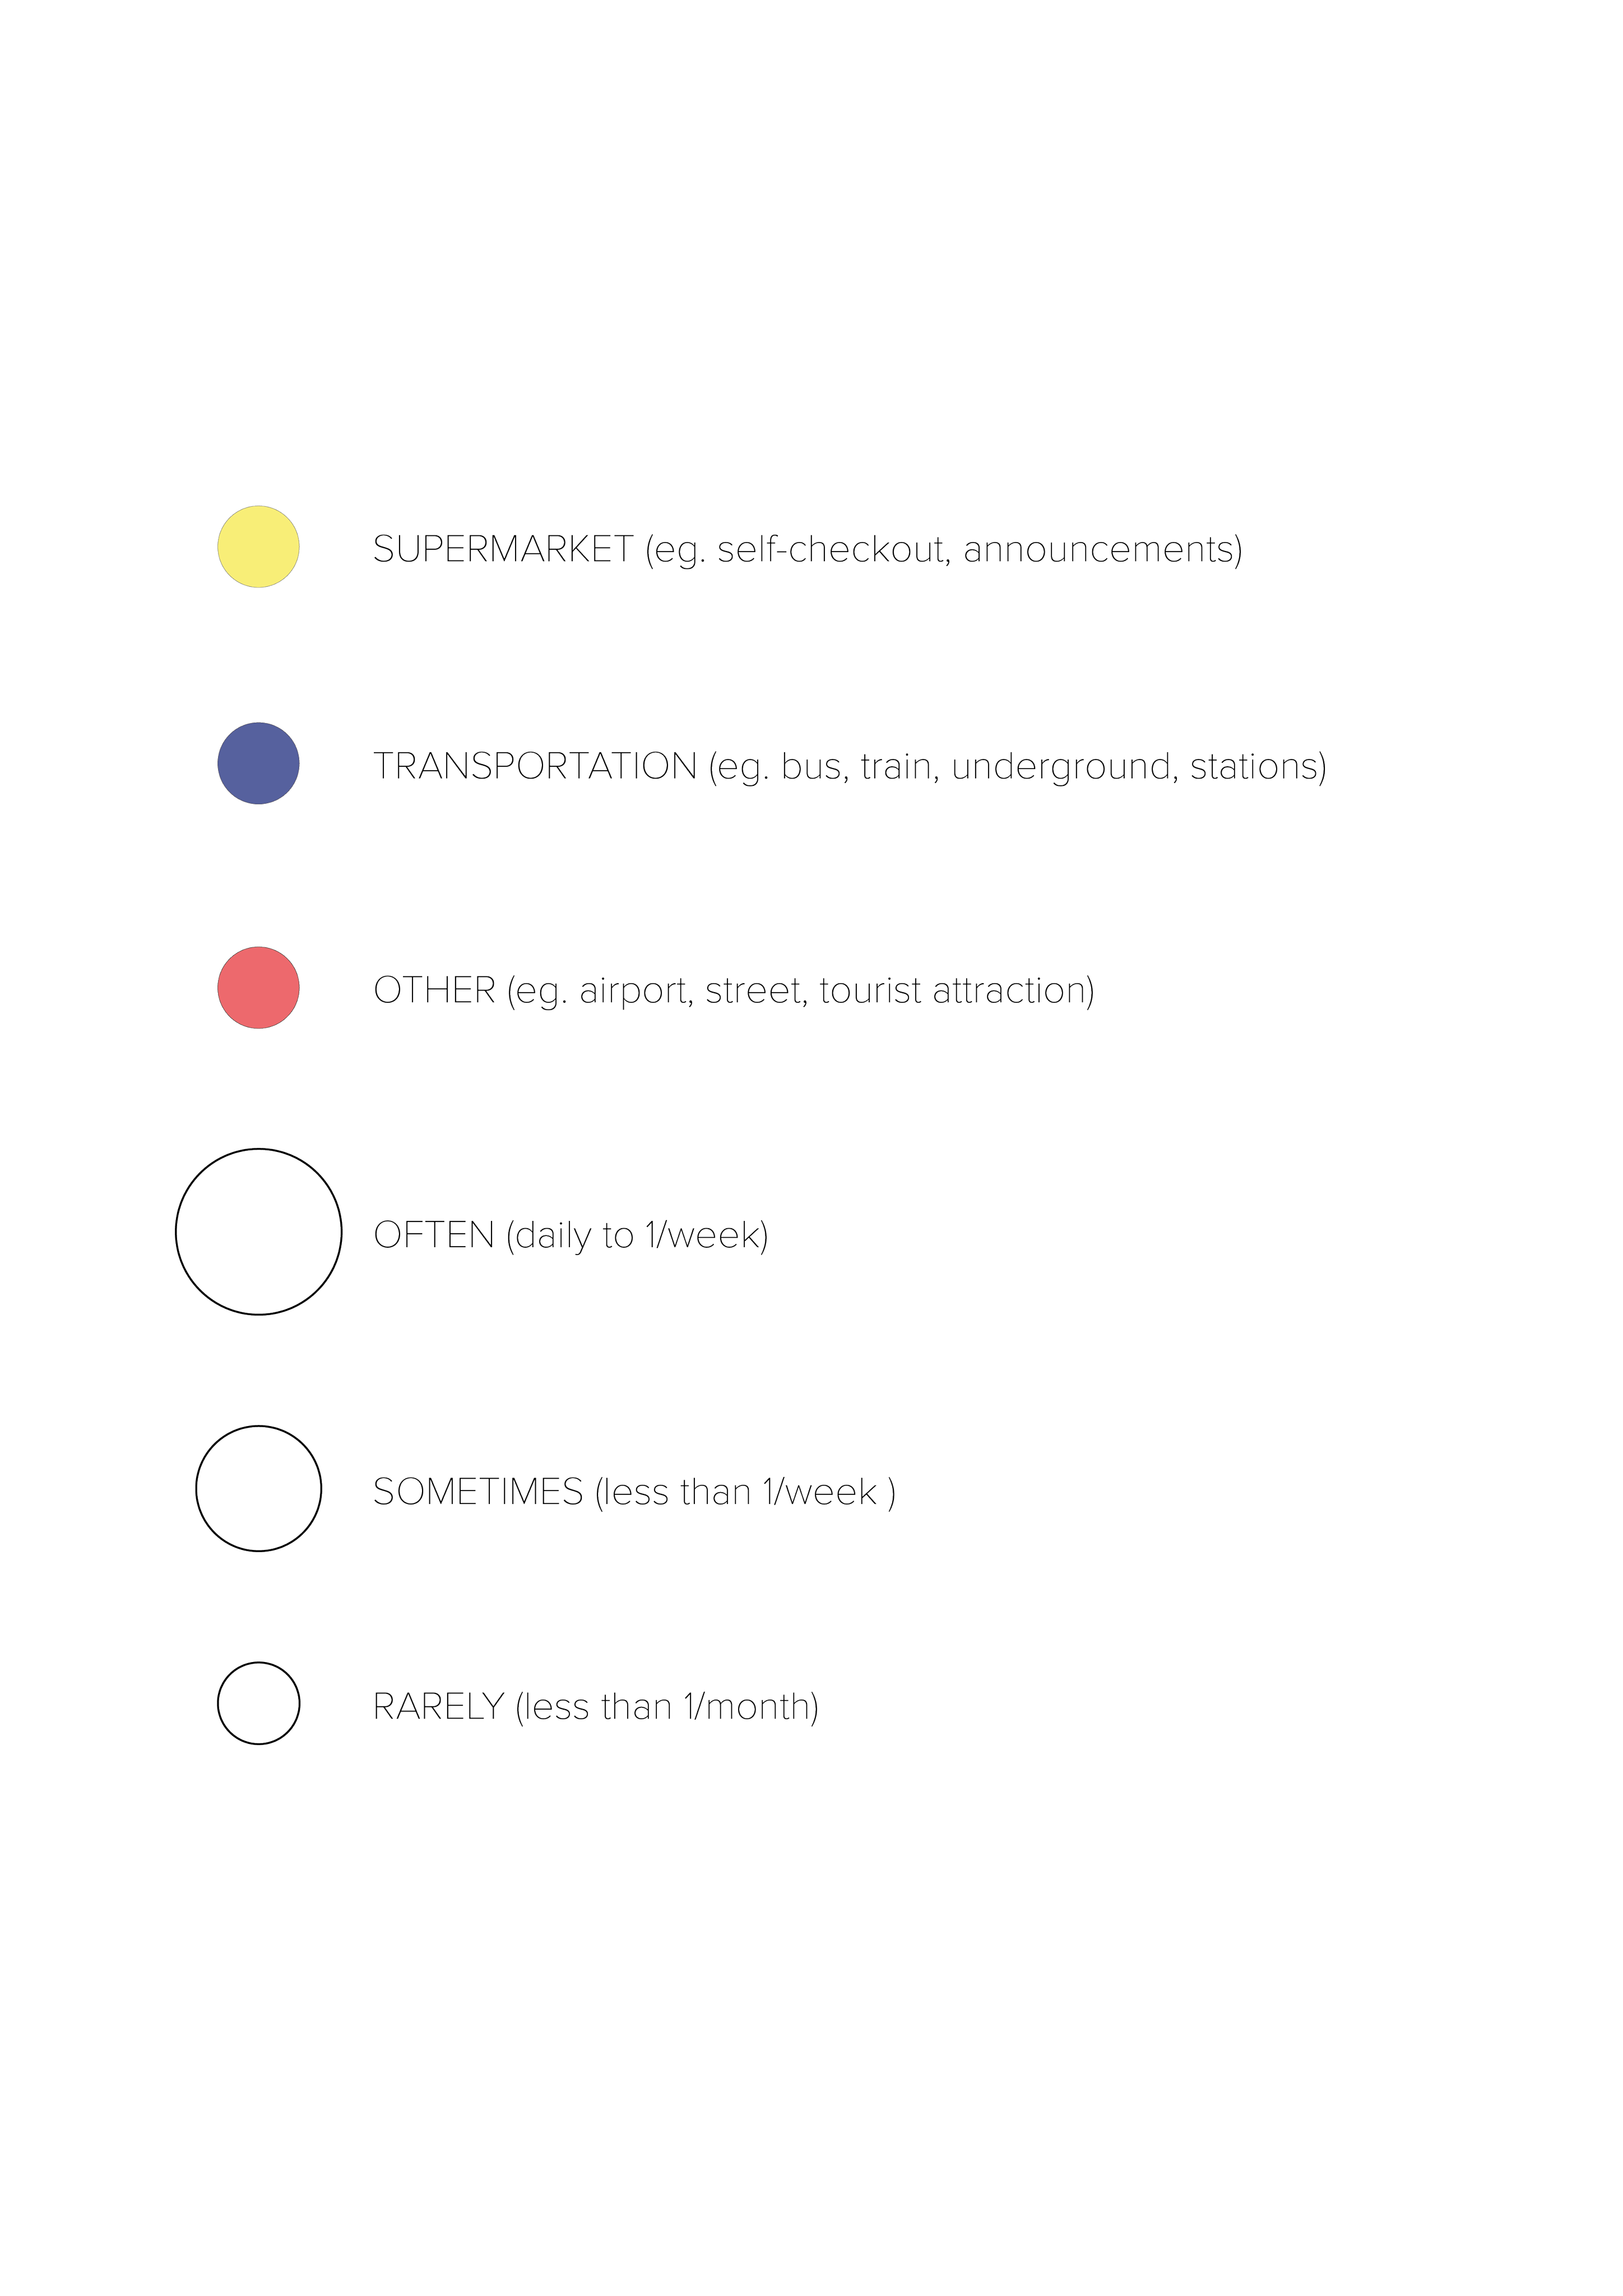 SUPERMARKET (eg. self-checkout, announcements)
TRANSPORTATION (eg. bus, train, underground, stations)
OTHER (eg. airport, street, tourist attraction)
OFTEN (daily to 1/week)
SOMETIMES (less than 1/week )
RARELY (less than 1/month)